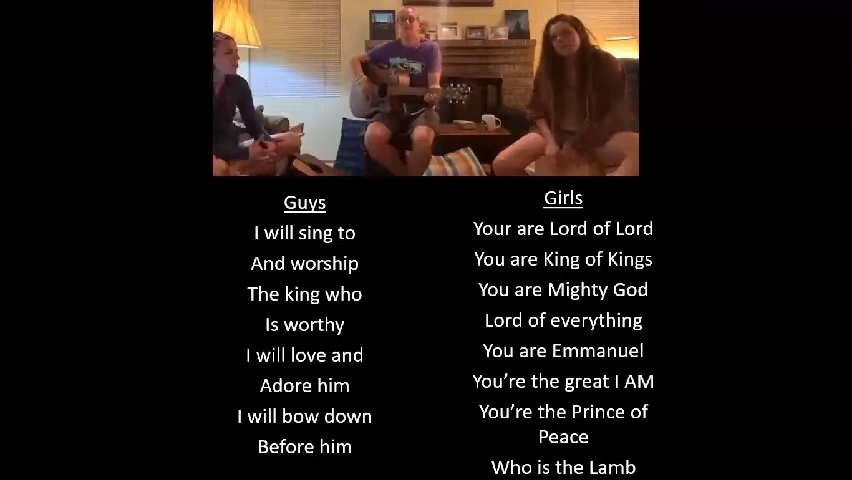 Guys
I will sing to
And worship
The king who
Is worthy
I will love and
Adore him
I will bow down
Before him
Girls
Your are Lord of Lord
You are King of Kings
You are Mighty God
Lord of everything
You are Emmanuel
You're the great I AM
You're the Prince of
Peace
Who is the Lamb